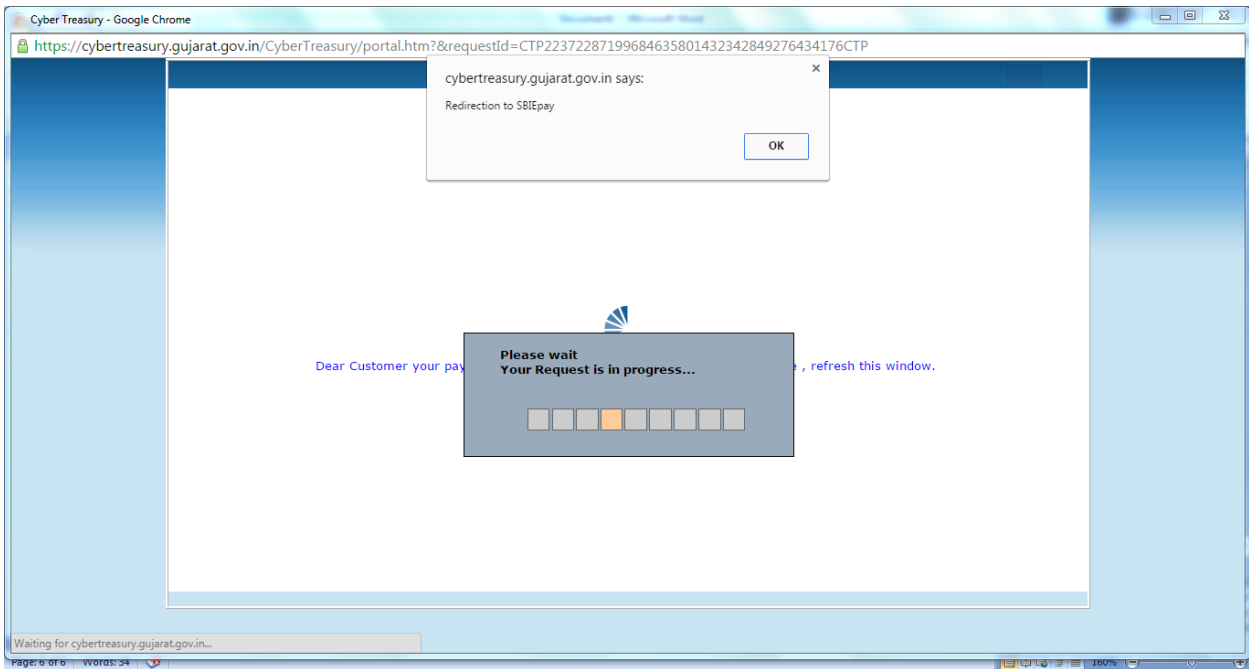 Cyber Treasury - Google Chrome
https://cybertreasury.gujarat.gov.in/CyberTreasury/portal.htm?&requestId=CTP22372287199684635801432342849276434176CTP
cybertreasury.gujarat.gov.in says:
Redirection to SBIEpay
OK
Please wait
Your Request is in progress...
Dear Customer your pay , refresh this window.
Waiting for cybertreasury.gujarat.gov.in...
Page: 6 of 6 Words: 34 160%